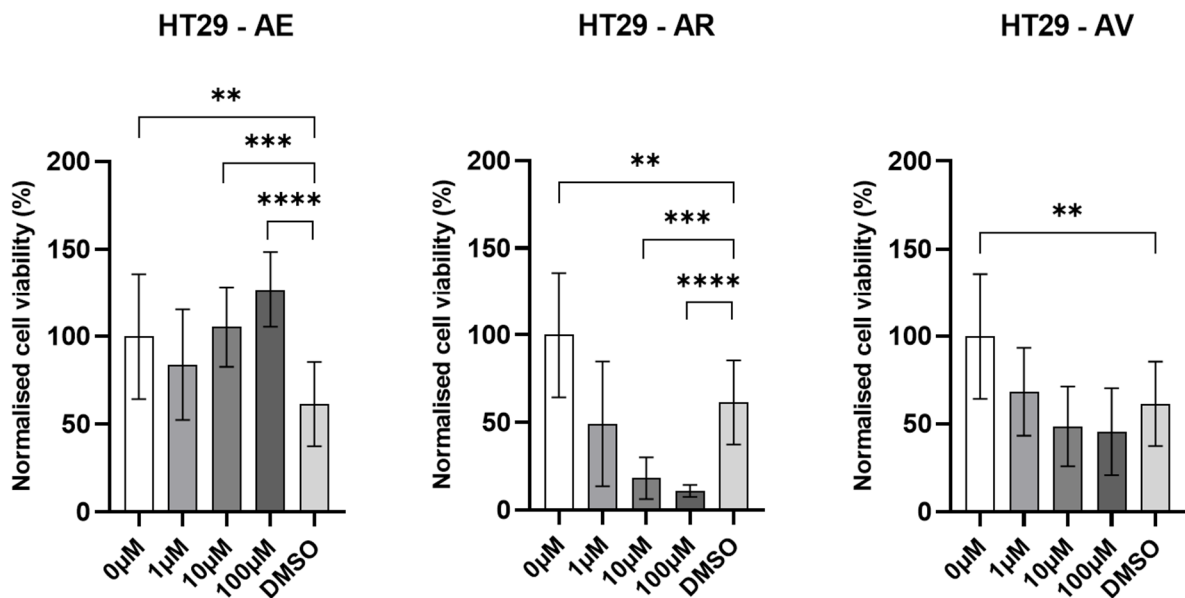 HT29 - AE
**
***
****
Normalised cell viability (%)
200
150
100
50
0
0μM
1μM
10μM
100μM
DMSO
HT29 - AR
**
***
****
Normalised cell viability (%)
200
150
100
50
0
0μM
1μM
10μM
100μM
DMSO
HT29 - AV
**
Normalised cell viability (%)
200
150
100
50
0
0μM
1μM
10μM
100μM
DMSO